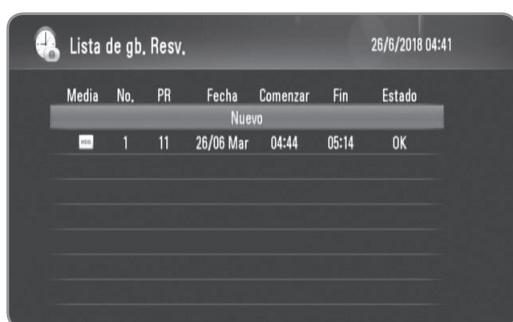 Lista de gb. Resv. 26/6/2018 04:41
Media No. PR Fecha Comenzar Fin Estado
Nuevo
1 11 26/06 Mar 04:44 05:14 OK